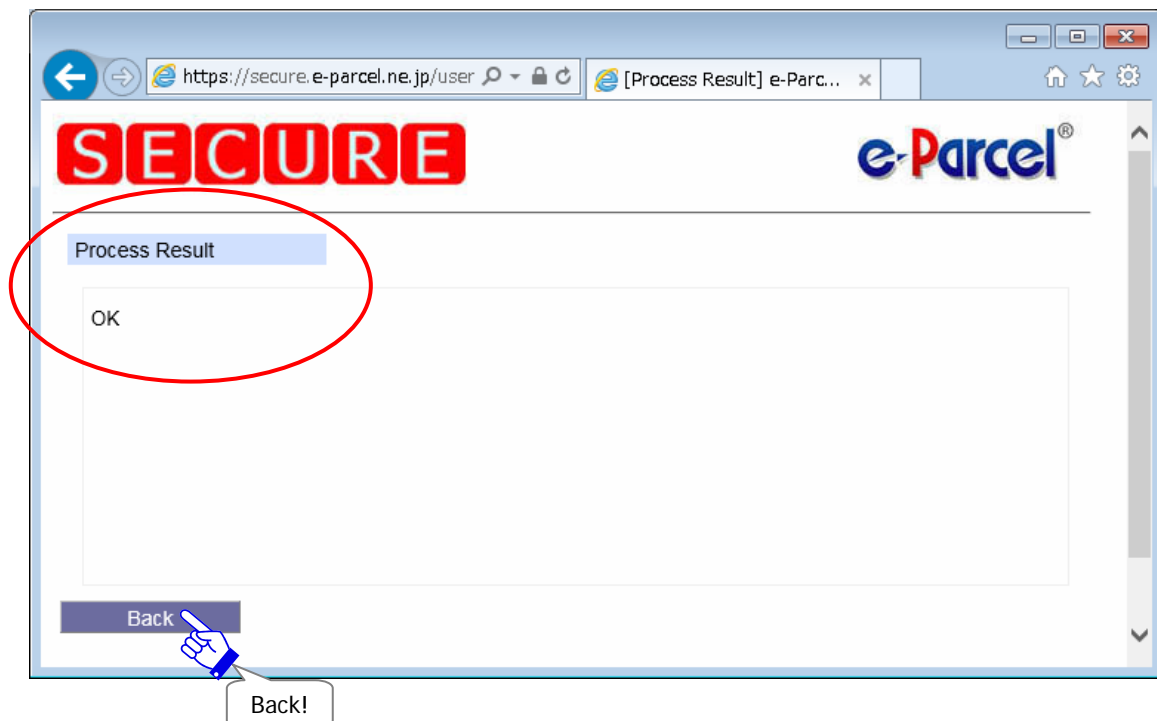 https://secure.e-parcel.ne.jp/user
[Process Result] e-Parc...
SECURE
e-Parcel®
Process Result
OK
Back
Back!